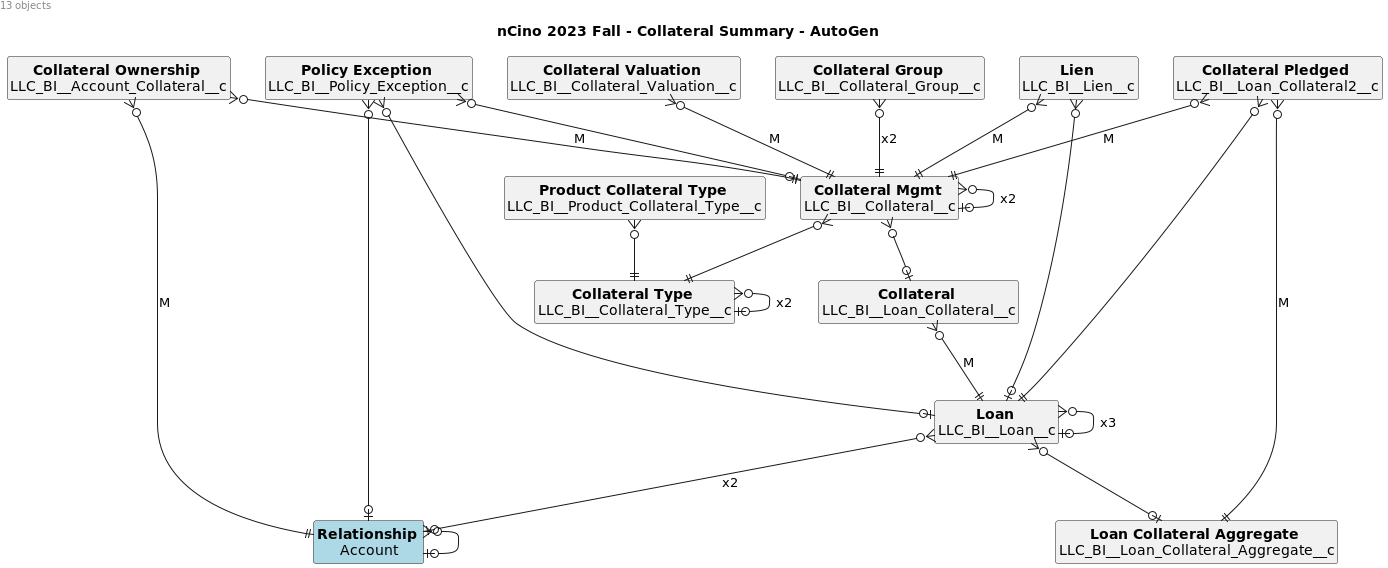 13 objects
nCino 2023 Fall - Collateral Summary - AutoGen
Collateral Ownership
LLC_BI__Account_Collateral__c
Policy Exception
LLC_BI__Policy_Exception__c
Collateral Valuation
LLC_BI__Collateral_Valuation__c
Collateral Group
LLC_BI__Collateral_Group__c
Lien
LLC_BI__Lien__c
Collateral Pledged
LLC_BI__Loan_Collateral2__c
M
M
x2
M
M
Product Collateral Type
LLC_BI__Product_Collateral_Type__c
Collateral Mgmt
LLC_BI__Collateral__c
x2
Collateral Type
LLC_BI__Collateral_Type__c
x2
Collateral
LLC_BI__Loan_Collateral__c
M
M
M
Loan
LLC_BI__Loan__c
x3
x2
Relationship
Account
Loan Collateral Aggregate
LLC_BI__Loan_Collateral_Aggregate__c